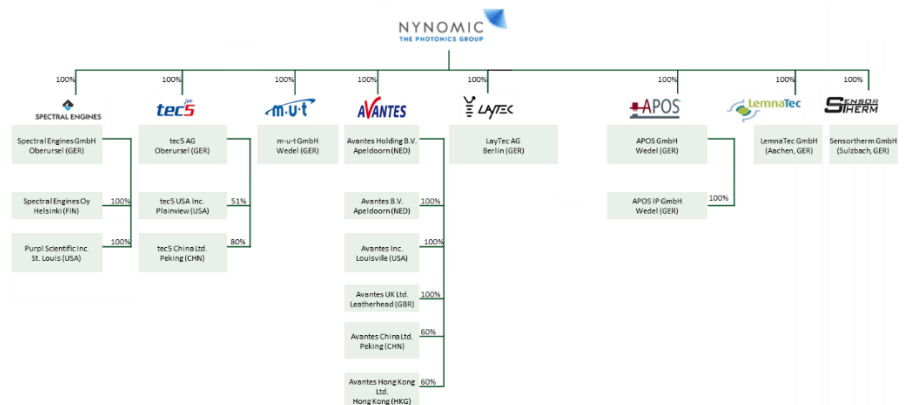 NYNOMIC
THE PHOTONICS GROUP
100%
100%
100%
100%
100%
100%
100%
100%
SPECTRAL ENGINES
tec5
m·u·t
AVANTES
LAYTEC
APOS
LemnaTec
SENSOR
THERM
Spectral Engines GmbH
Oberursel (GER)
tec5 AG
Oberursel (GER)
m-u-t GmbH
Wedel (GER)
Avantes Holding B.V.
Apeldoorn (NED)
LayTec AG
Berlin (GER)
APOS GmbH
Wedel (GER)
LemnaTec GmbH
(Aachen, GER)
Sensortherm GmbH
(Sulzbach, GER)
Spectral Engines Oy
Helsinki (FIN)
100%
tec5 USA Inc.
Plainview (USA)
51%
Avantes B.V.
Apeldoorn (NED)
100%
APOS IP GmbH
Wedel (GER)
100%
Purpl Scientific Inc.
St. Louis (USA)
100%
tec5 China Ltd.
Peking (CHN)
80%
Avantes Inc.
Louisville (USA)
100%
Avantes UK Ltd.
Leatherhead (GBR)
100%
Avantes China Ltd.
Peking (CHN)
60%
Avantes Hong Kong
Ltd.
Hong Kong (HKG)
60%